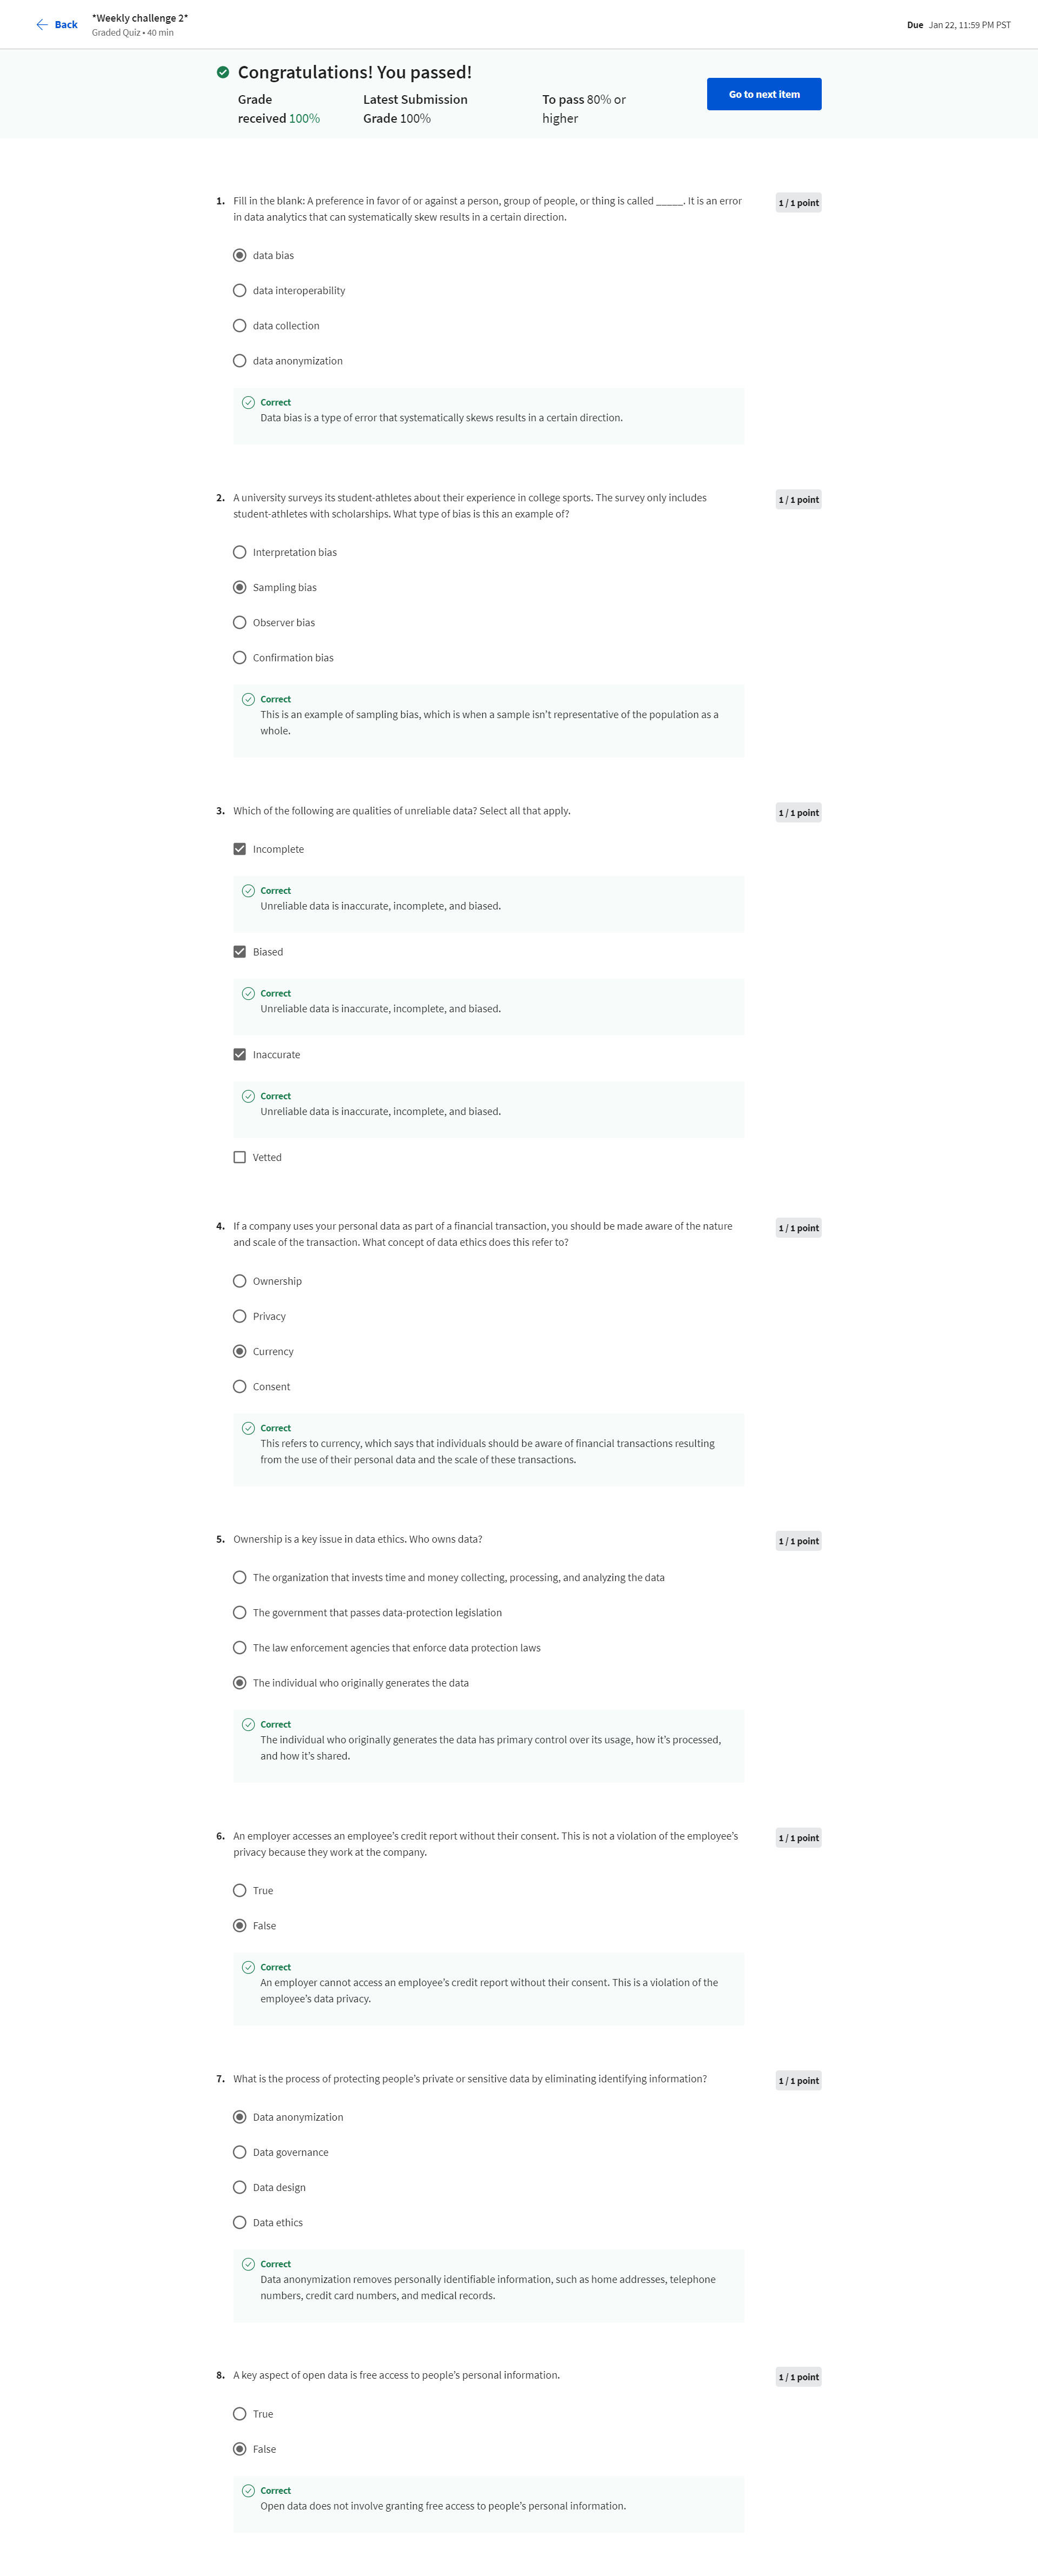 Back
*Weekly challenge 2*
Graded Quiz • 40 min
Due Jan 22, 11:59 PM PST
Congratulations! You passed!
Grade
received 100%
Latest Submission
Grade 100%
To pass 80% or
higher
Go to next item
1. Fill in the blank: A preference in favor of or against a person, group of people, or thing is called _____. It is an error
in data analytics that can systematically skew results in a certain direction.
1 / 1 point
data bias
data interoperability
data collection
data anonymization
Correct
Data bias is a type of error that systematically skews results in a certain direction.
2. A university surveys its student-athletes about their experience in college sports. The survey only includes
student-athletes with scholarships. What type of bias is this an example of?
1 / 1 point
Interpretation bias
Sampling bias
Observer bias
Confirmation bias
Correct
This is an example of sampling bias, which is when a sample isn't representative of the population as a
whole.
3. Which of the following are qualities of unreliable data? Select all that apply.
1 / 1 point
Incomplete
Correct
Unreliable data is inaccurate, incomplete, and biased.
Biased
Correct
Unreliable data is inaccurate, incomplete, and biased.
Inaccurate
Correct
Unreliable data is inaccurate, incomplete, and biased.
Vetted
4. If a company uses your personal data as part of a financial transaction, you should be made aware of the nature
and scale of the transaction. What concept of data ethics does this refer to?
1 / 1 point
Ownership
Privacy
Currency
Consent
Correct
This refers to currency, which says that individuals should be aware of financial transactions resulting
from the use of their personal data and the scale of these transactions.
5. Ownership is a key issue in data ethics. Who owns data?
1 / 1 point
The organization that invests time and money collecting, processing, and analyzing the data
The government that passes data-protection legislation
The law enforcement agencies that enforce data protection laws
The individual who originally generates the data
Correct
The individual who originally generates the data has primary control over its usage, how it's processed,
and how it's shared.
6. An employer accesses an employee's credit report without their consent. This is not a violation of the employee's
privacy because they work at the company.
1 / 1 point
True
False
Correct
An employer cannot access an employee's credit report without their consent. This is a violation of the
employee's data privacy.
7. What is the process of protecting people's private or sensitive data by eliminating identifying information?
1 / 1 point
Data anonymization
Data governance
Data design
Data ethics
Correct
Data anonymization removes personally identifiable information, such as home addresses, telephone
numbers, credit card numbers, and medical records.
8. A key aspect of open data is free access to people's personal information.
1 / 1 point
True
False
Correct
Open data does not involve granting free access to people's personal information.